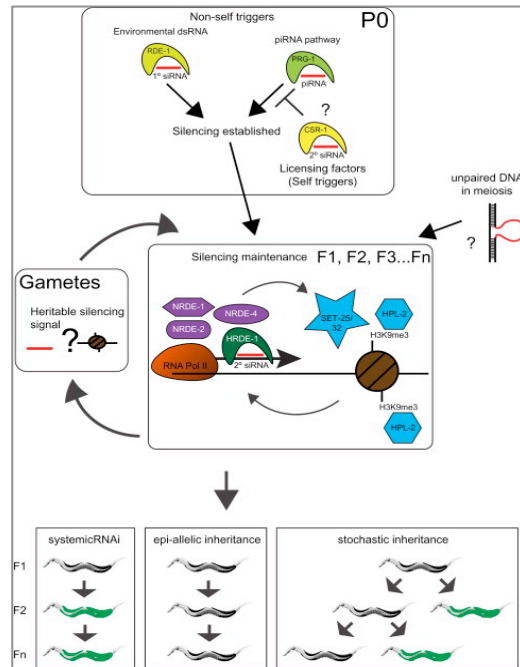 P0
Non-self triggers
Environmental dsRNA
piRNA pathway
RDE-1
1º siRNA
PRG-1
piRNA
?
Silencing established
CSR-1
2º siRNA
Licensing factors
(Self triggers)
unpaired DNA
in meiosis
?
Silencing maintenance
F1, F2, F3...Fn
Gametes
Heritable silencing
signal
?
NRDE-1
NRDE-4
NRDE-2
HRDE-1
2º siRNA
RNA Pol II
SET-25/
32
HPL-2
H3K9me3
H3K9me3
HPL-2
systemicRNAi
epi-allelic inheritance
stochastic inheritance
F1
F2
Fn